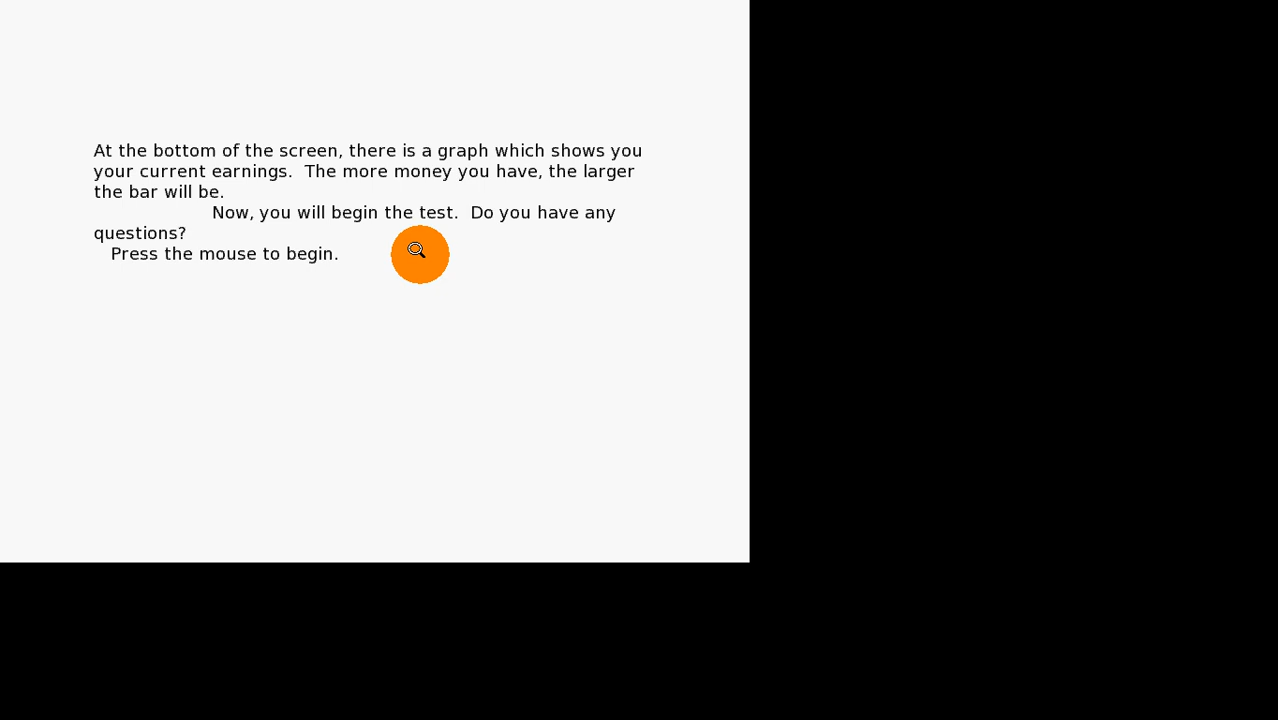 At the bottom of the screen, there is a graph which shows you
your current earnings.  The more money you have, the larger
the bar will be.
Now, you will begin the test.  Do you have any
questions?
Press the mouse to begin.